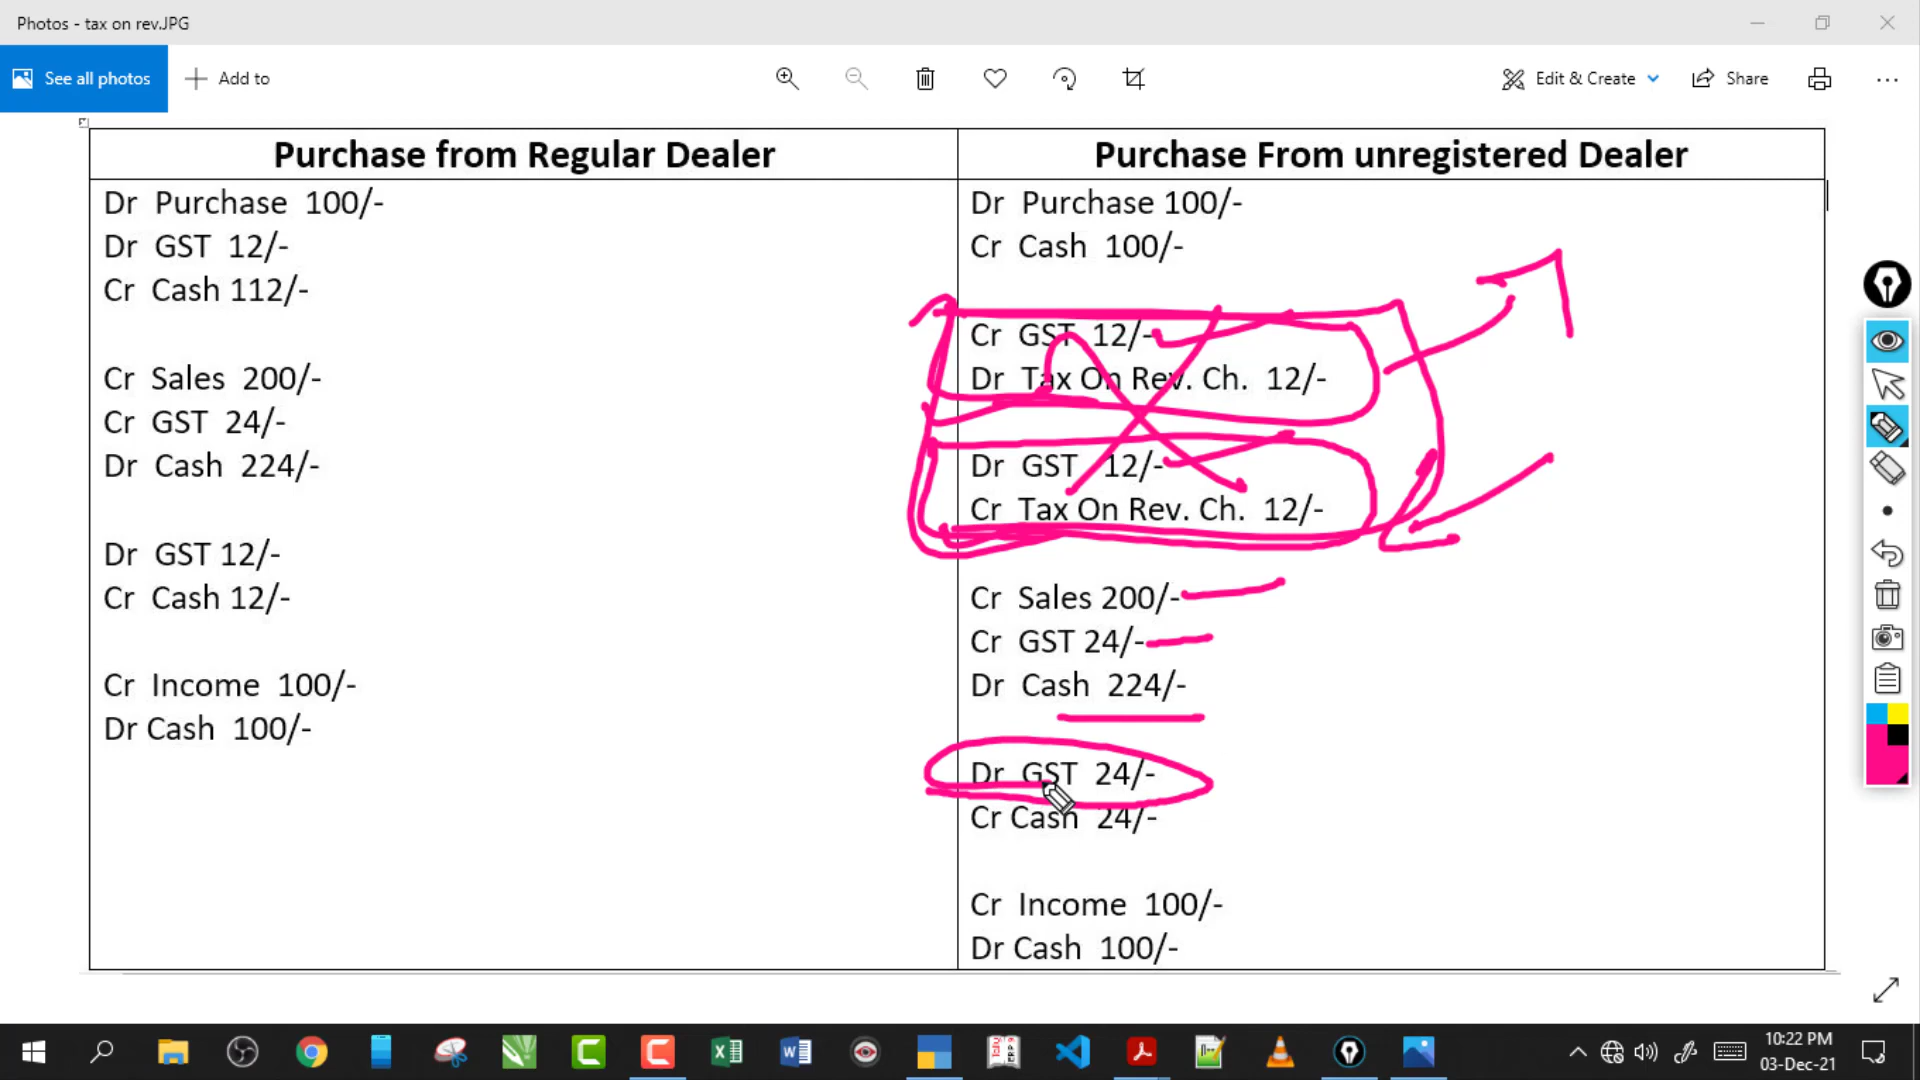 Photos - tax on rev.JPG
See all photos
Add to
Edit & Create
Share
Purchase from Regular Dealer
Dr Purchase 100/-
Dr GST 12/-
Cr Cash 112/-
Cr Sales 200/-
Cr GST 24/-
Dr Cash 224/-
Dr GST 12/-
Cr Cash 12/-
Cr Income 100/-
Dr Cash 100/-
Purchase From unregistered Dealer
Dr Purchase 100/-
Cr Cash 100/-
Cr GST 12/-
Dr Tax On Rev. Ch. 12/-
Dr GST 12/-
Cr Tax On Rev. Ch. 12/-
Cr Sales 200/-
Cr GST 24/-
Dr Cash 224/-
Dr GST 24/-
Cr Cash 24/-
Cr Income 100/-
Dr Cash 100/-
10:22 PM
03-Dec-21